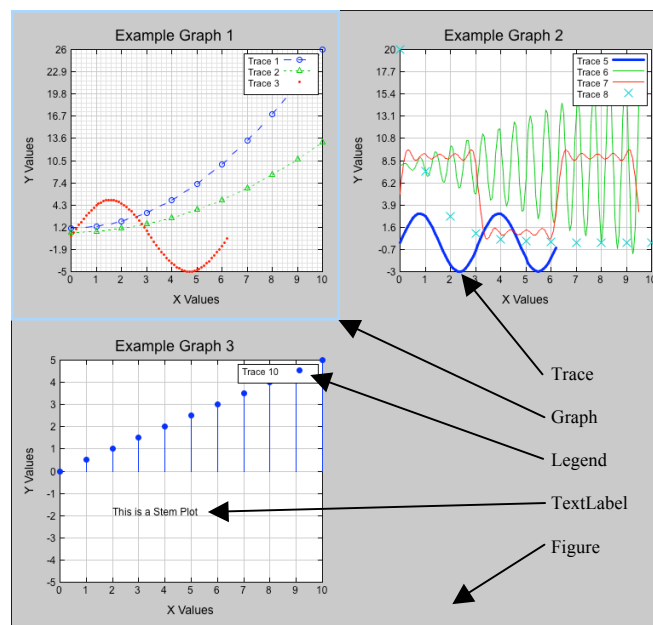 Example Graph 1
26
22.9
19.8
16.7
13.6
10.5
7.4
4.3
1.2
-1.9
-5
Y Values
Trace 1
Trace 2
Trace 3
0 1 2 3 4 5 6 7 8 9 10
X Values
Example Graph 2
20
17.7
15.4
13.1
10.8
8.5
6.2
3.9
1.6
-0.7
-3
Y Values
Trace 5
Trace 6
Trace 7
Trace 8
0 1 2 3 4 5 6 7 8 9 10
X Values
Example Graph 3
5
4
3
2
1
0
-1
-2
-3
-4
-5
Y Values
Trace 10
This is a Stem Plot
0 1 2 3 4 5 6 7 8 9 10
X Values
Trace
Graph
Legend
TextLabel
Figure